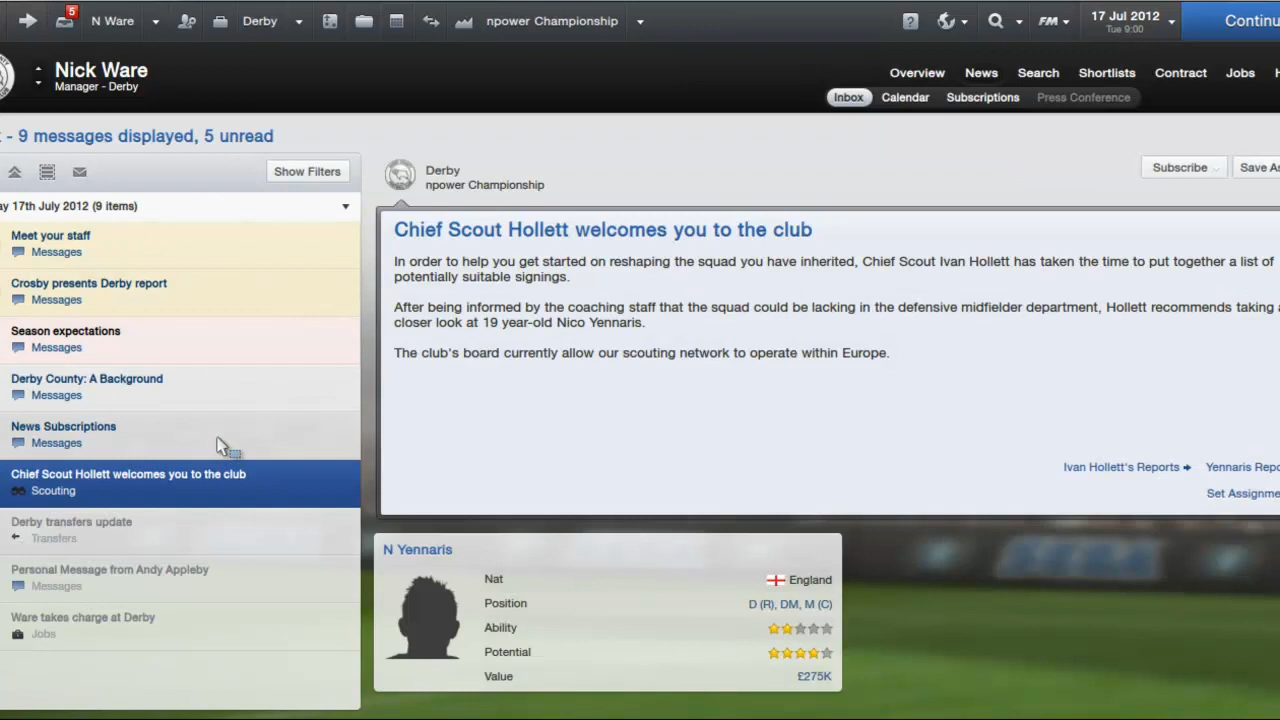 5
N Ware
Derby
npower Championship
?
FM
17 Jul 2012
Tue 9:00
Continu
Nick Ware
Manager - Derby
Overview News Search Shortlists Contract Jobs H
Inbox Calendar Subscriptions Press Conference
- 9 messages displayed, 5 unread
Show Filters
ay 17th July 2012 (9 items)
Meet your staff
Messages
Crosby presents Derby report
Messages
Season expectations
Messages
Derby County: A Background
Messages
News Subscriptions
Messages
Chief Scout Hollett welcomes you to the club
Scouting
Derby transfers update
Transfers
Personal Message from Andy Appleby
Messages
Ware takes charge at Derby
Jobs
Derby
npower Championship
Subscribe
Save As
Chief Scout Hollett welcomes you to the club
In order to help you get started on reshaping the squad you have inherited, Chief Scout Ivan Hollett has taken the time to put together a list of
potentially suitable signings.
After being informed by the coaching staff that the squad could be lacking in the defensive midfielder department, Hollett recommends taking a
closer look at 19 year-old Nico Yennaris.
The club's board currently allow our scouting network to operate within Europe.
Ivan Hollett's Reports Yennaris Repo
Set Assignme
N Yennaris
Nat England
Position D (R), DM, M (C)
Ability
Potential
Value £275K